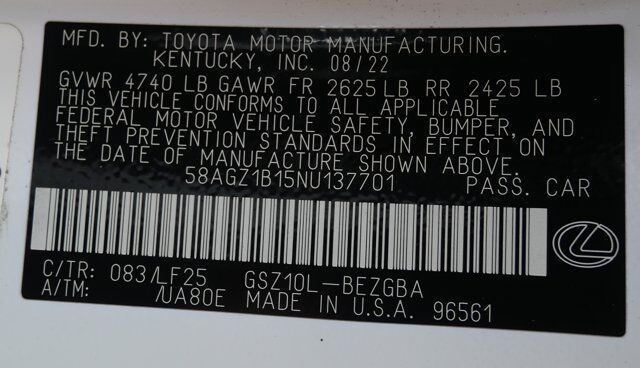 MFD. BY: TOYOTA MOTOR MANUFACTURING.
KENTUCKY, INC. 08/22
GVWR 4740 LB GAWR FR 2625 LB RR 2425 LB
THIS VEHICLE CONFORMS TO ALL APPLICABLE
FEDERAL MOTOR VEHICLE SAFETY, BUMPER, AND
THEFT PREVENTION STANDARDS IN EFFECT ON
THE DATE OF MANUFACTURE SHOWN ABOVE.
58AGZ1B15NU137701 PASS. CAR
C/TR: 083/LF25 GSZ10L-BEZGBA
A/TM: /UA80E MADE IN U.S.A. 96561